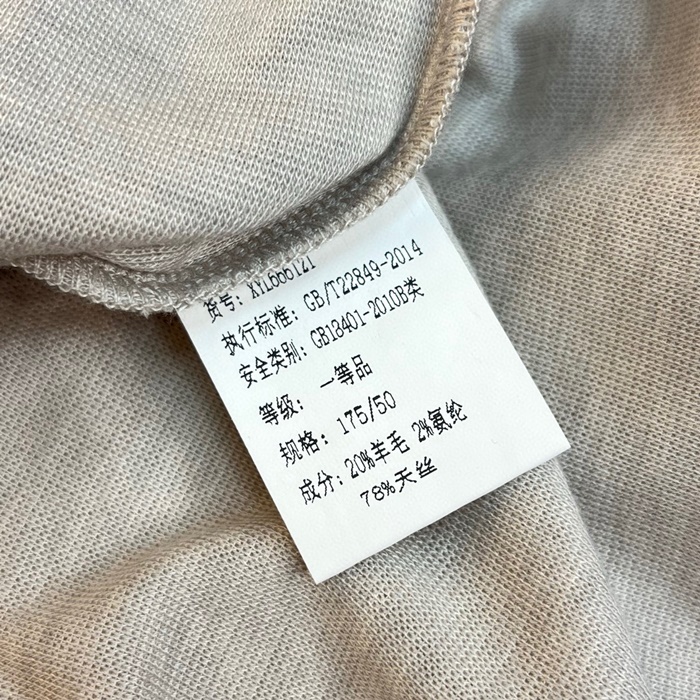 货号: XYL666121
执行标准: GB/T22849-2014
安全类别: GB18401-2010B类
等级: 一等品
规格: 175/50
成分: 20%羊毛 2%氨纶
78%天丝